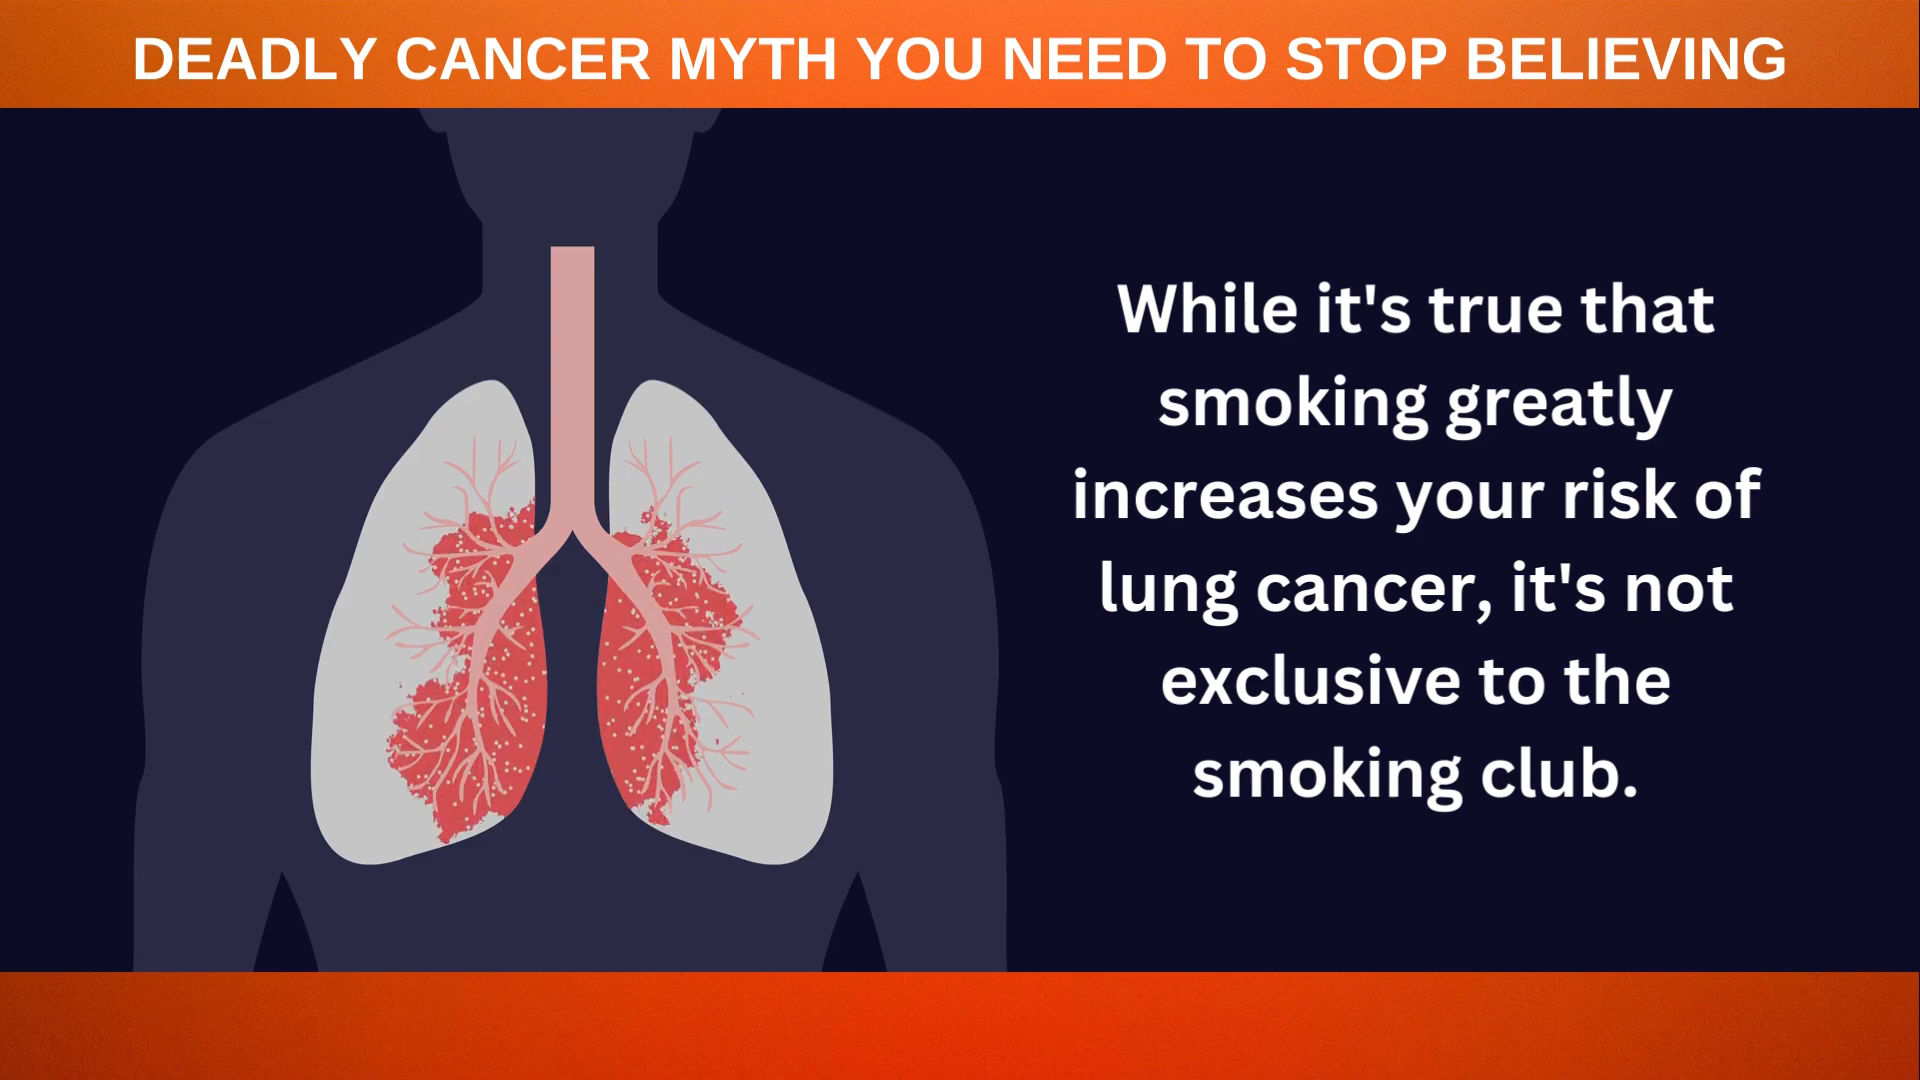 DEADLY CANCER MYTH YOU NEED TO STOP BELIEVING
While it's true that
smoking greatly
increases your risk of
lung cancer, it's not
exclusive to the
smoking club.